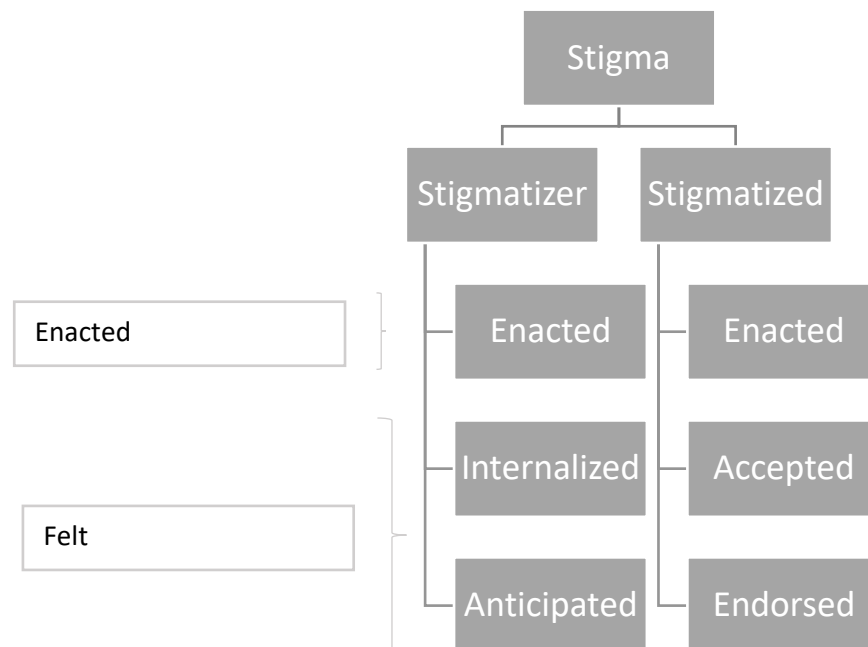 Stigma
Stigmatizer
Stigmatized
Enacted
Enacted
Enacted
Internalized
Accepted
Felt
Anticipated
Endorsed